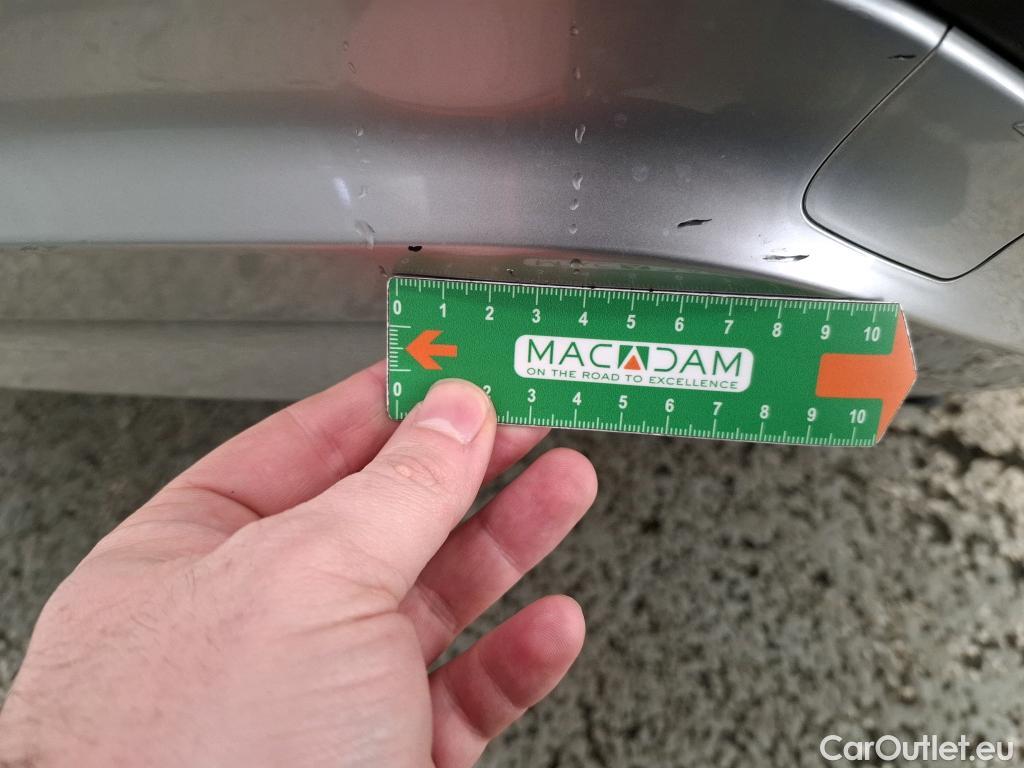 0 1 2 3 4 5 6 7 8 9 10
MACADAM
ON THE ROAD TO EXCELLENCE
0 2 3 4 5 6 7 8 9 10
CarOutlet.eu